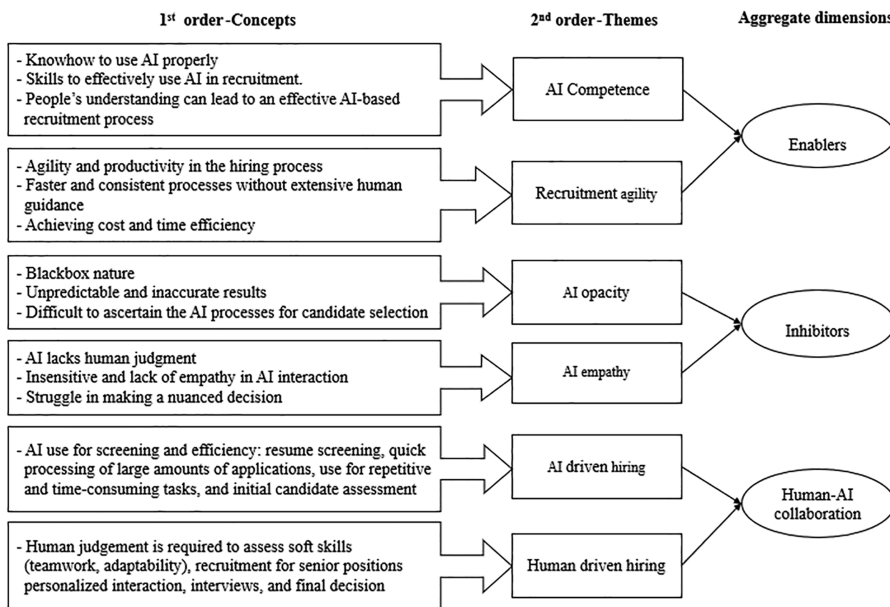 1st order-Concepts
2nd order-Themes
Aggregate dimensions
- Knowhow to use AI properly
- Skills to effectively use AI in recruitment.
- People's understanding can lead to an effective AI-based
recruitment process
AI Competence
Enablers
- Agility and productivity in the hiring process
- Faster and consistent processes without extensive human
guidance
- Achieving cost and time efficiency
Recruitment agility
- Blackbox nature
- Unpredictable and inaccurate results
- Difficult to ascertain the AI processes for candidate selection
AI opacity
Inhibitors
- AI lacks human judgment
- Insensitive and lack of empathy in AI interaction
- Struggle in making a nuanced decision
AI empathy
- AI use for screening and efficiency: resume screening, quick
processing of large amounts of applications, use for repetitive
and time-consuming tasks, and initial candidate assessment
AI driven hiring
Human-AI
collaboration
- Human judgement is required to assess soft skills
(teamwork, adaptability), recruitment for senior positions
personalized interaction, interviews, and final decision
Human driven hiring